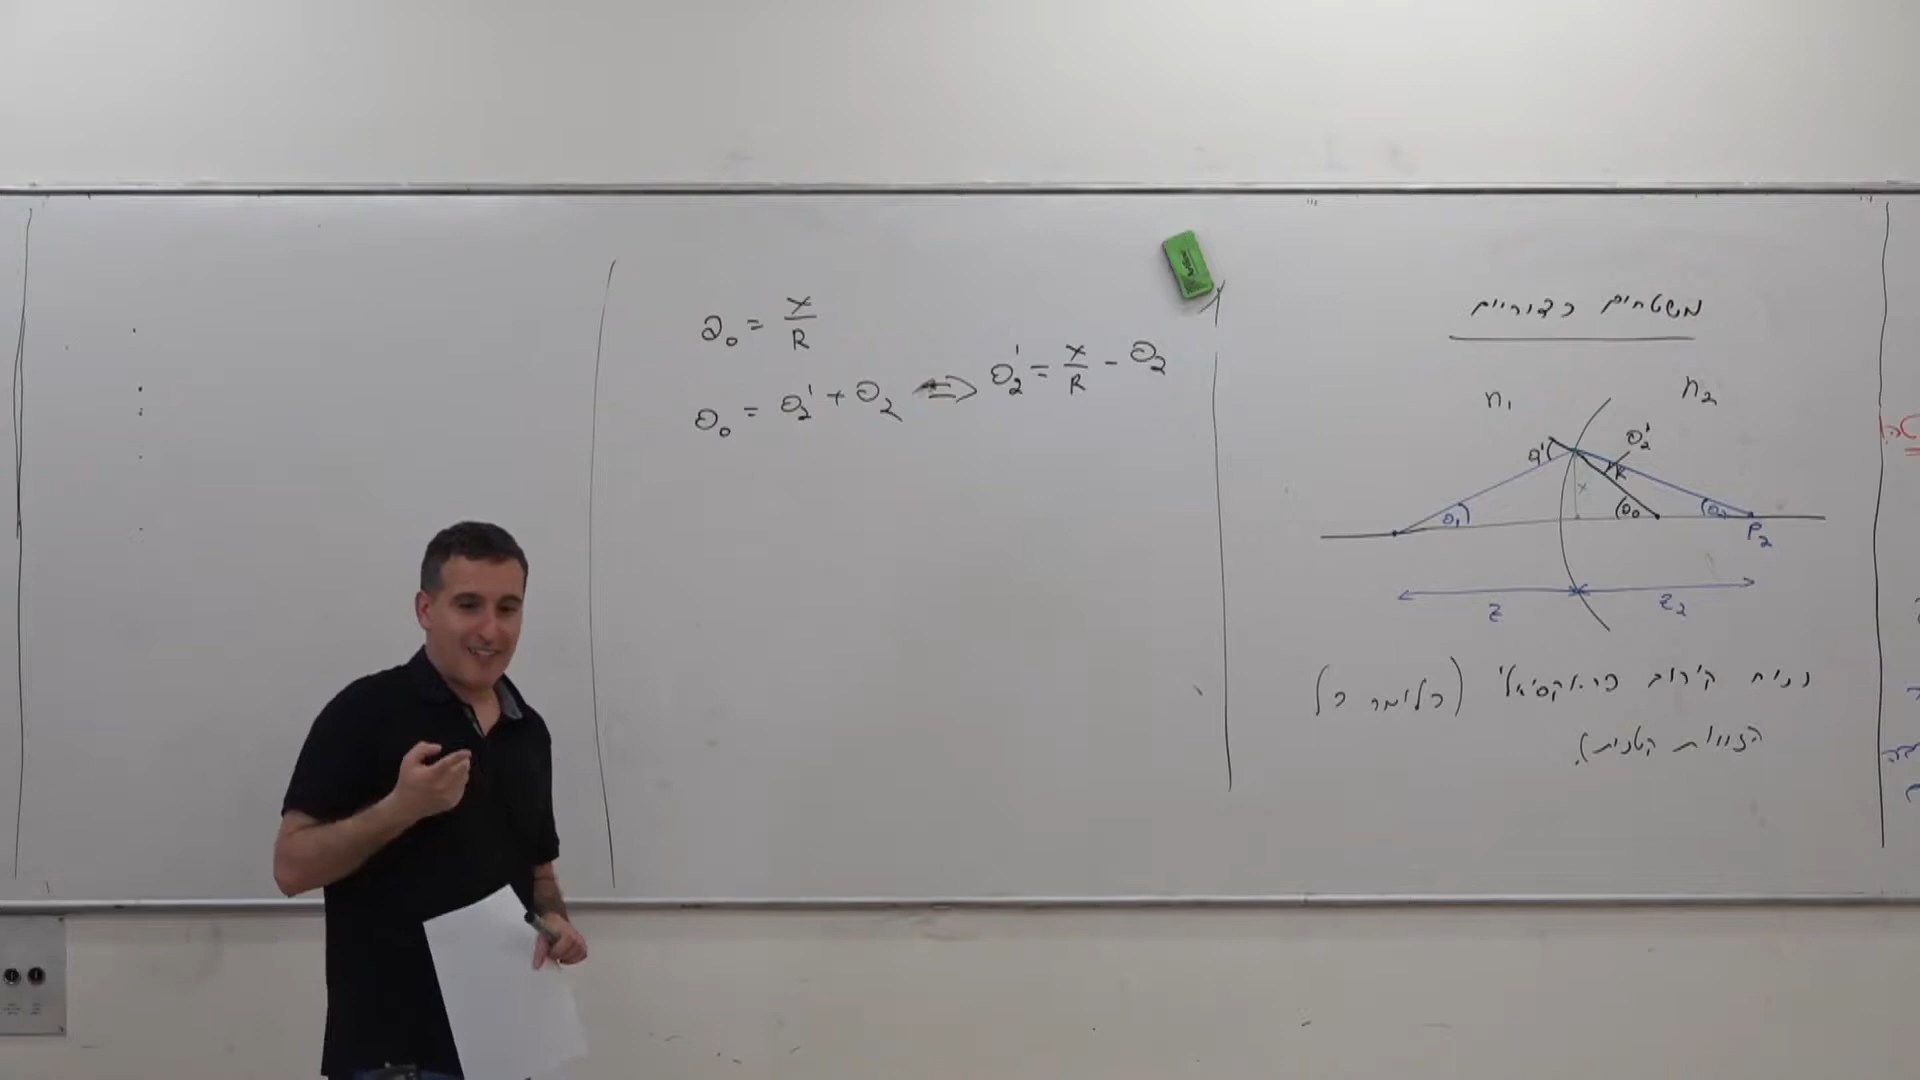 משטחים כדוריים
n₁ n₂
θ₁' θ₂'
R
x
θ₁ θ₀ θ₂
P₂
z z₂
נניח קירוב פראקסיאלי (כלומר כל
הזוויות קטנות).
θ₀ = x/R
θ₀ = θ₂' + θ₂ ⇔ θ₂' = x/R - θ₂